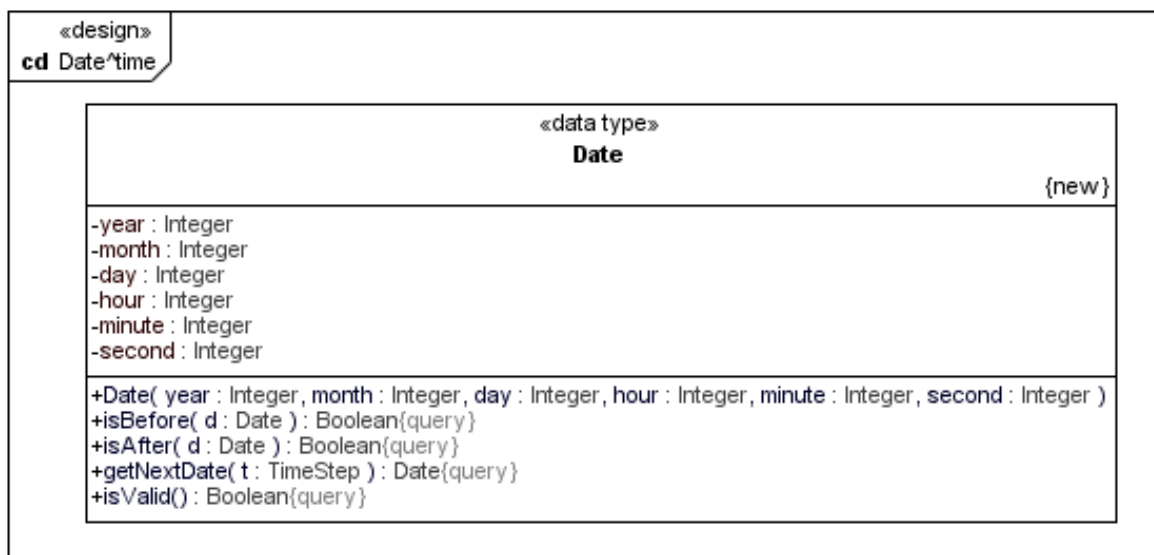 «design»
cd Date^time
«data type»
Date
{new}
-year : Integer
-month : Integer
-day : Integer
-hour : Integer
-minute : Integer
-second : Integer
+Date( year : Integer, month : Integer, day : Integer, hour : Integer, minute : Integer, second : Integer )
+isBefore( d : Date ) : Boolean{query}
+isAfter( d : Date ) : Boolean{query}
+getNextDate( t : TimeStep ) : Date{query}
+isValid() : Boolean{query}